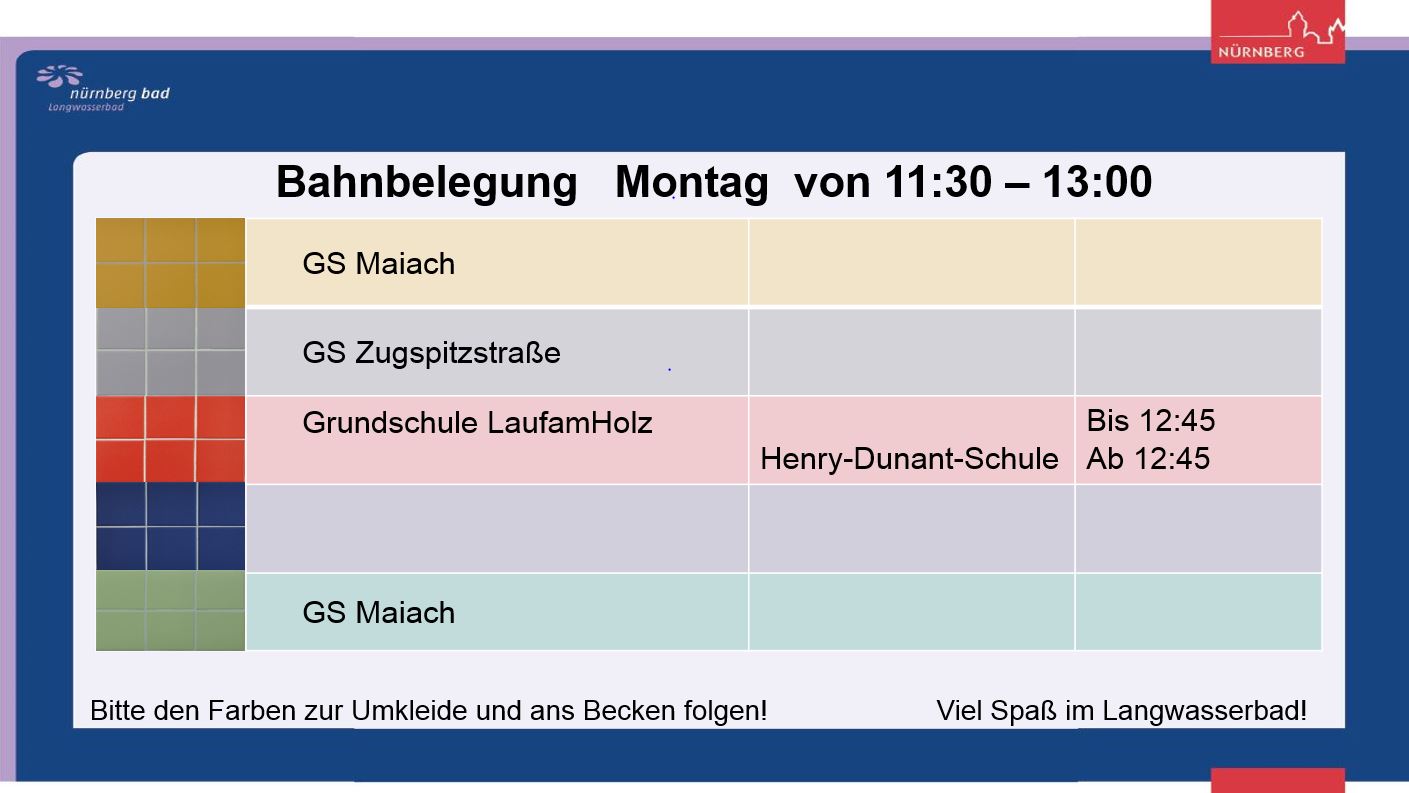 NÜRNBERG
nürnberg bad
Langwasserbad
Bahnbelegung Montag von 11:30 – 13:00
GS Maiach
GS Zugspitzstraße
Grundschule LaufamHolz
Henry-Dunant-Schule
Bis 12:45
Ab 12:45
GS Maiach
Bitte den Farben zur Umkleide und ans Becken folgen!
Viel Spaß im Langwasserbad!